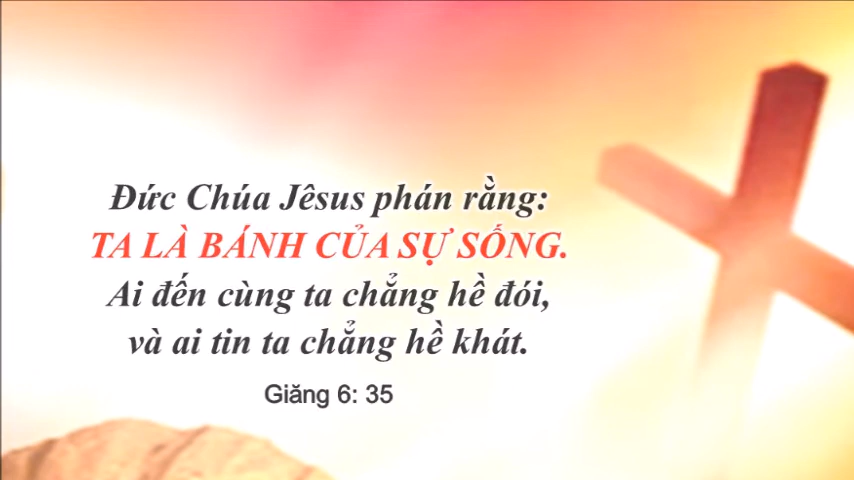 Đức Chúa Jêsus phán rằng:
TA LÀ BÁNH CỦA SỰ SỐNG.
Ai đến cùng ta chẳng hề đói,
và ai tin ta chẳng hề khát.
Giăng 6: 35